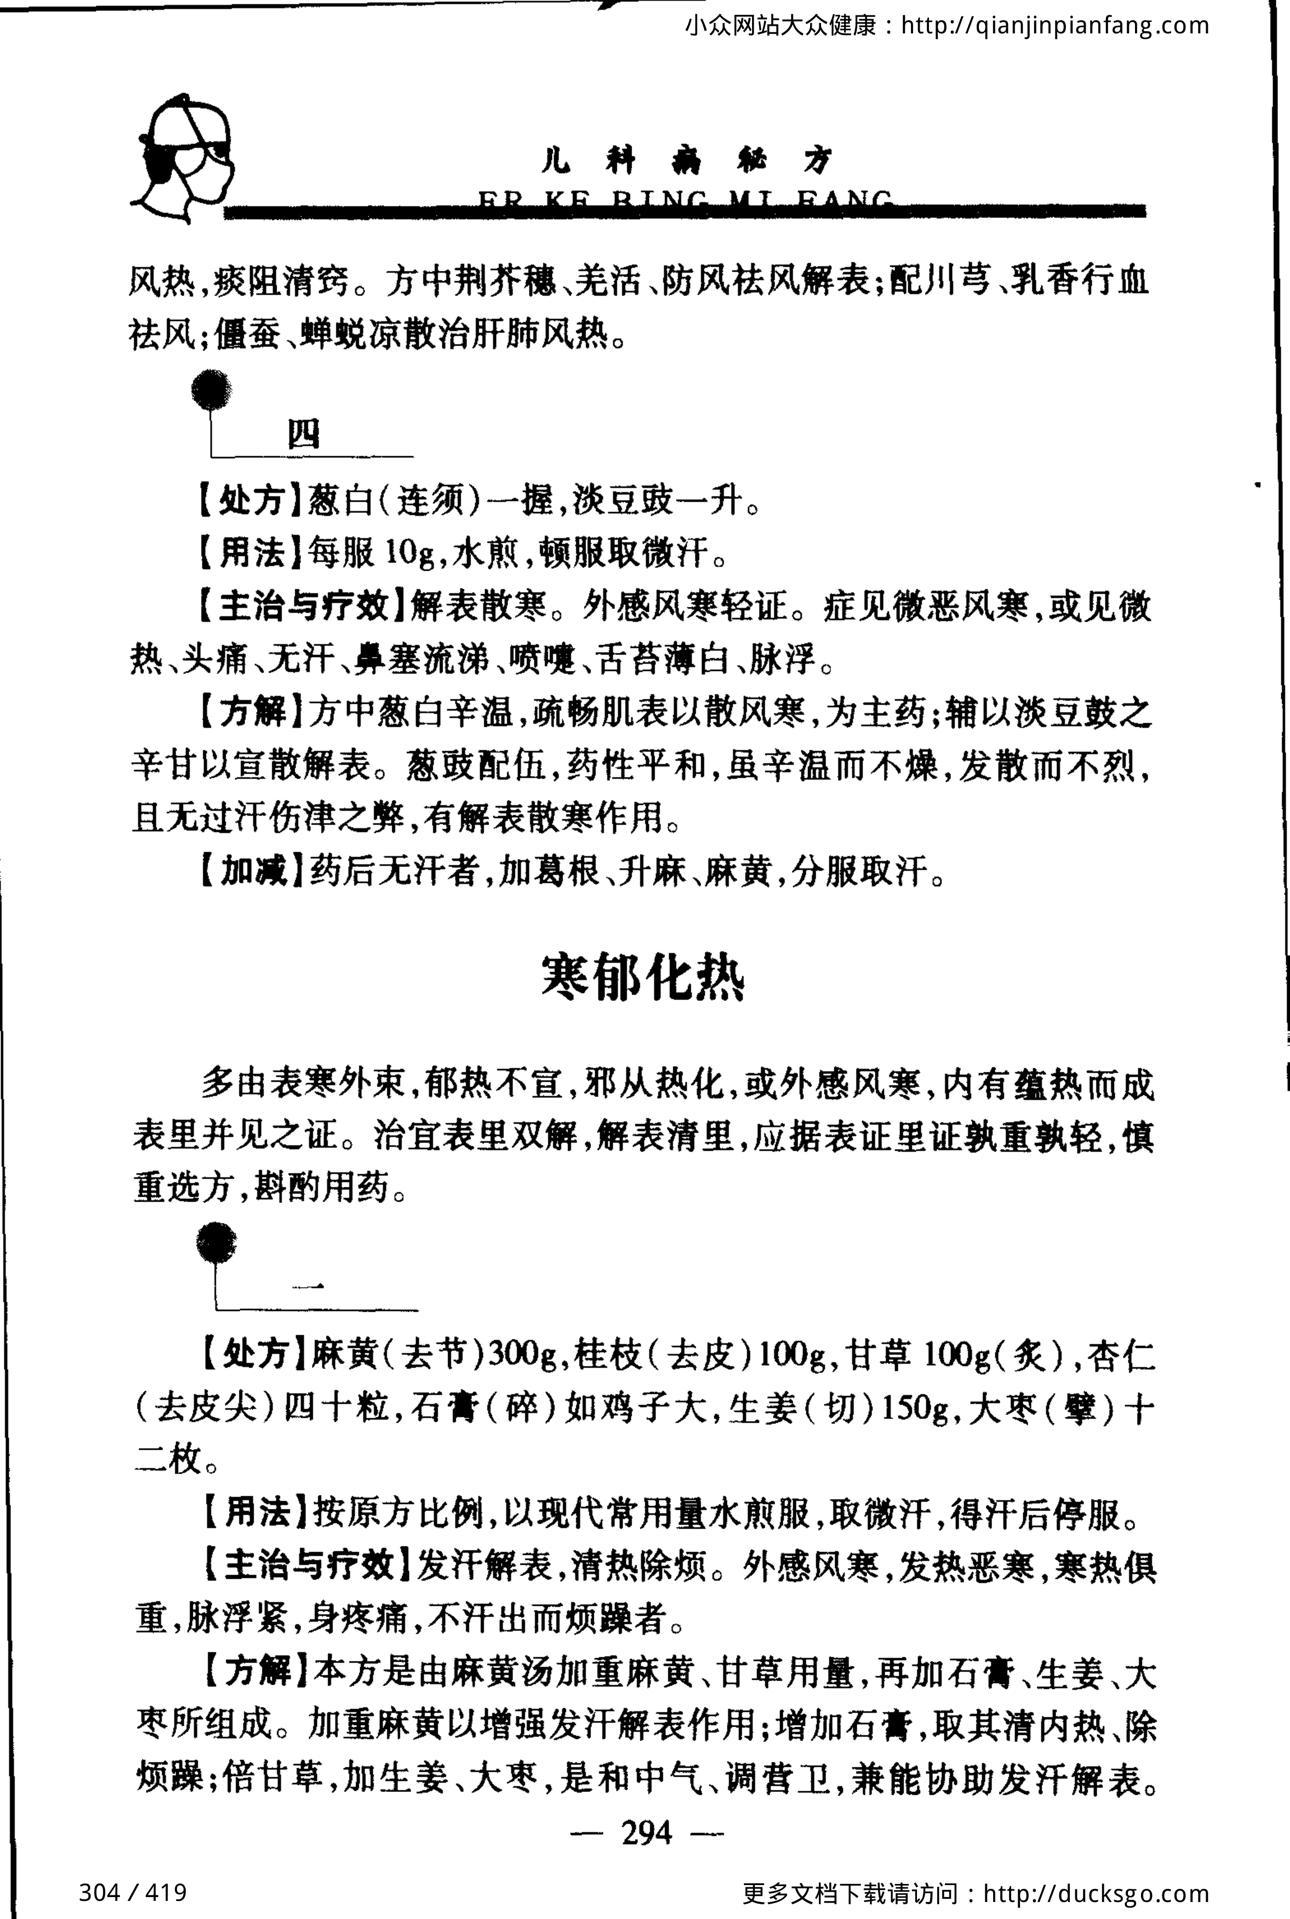 小众网站大众健康：http://qianjinpianfang.com
儿科病秘方
ER KE BING MI FANG
风热,痰阻清窍。方中荆芥穗、羌活、防风祛风解表;配川芎、乳香行血
祛风;僵蚕、蝉蜕凉散治肝肺风热。
四
【处方】葱白(连须)一握,淡豆豉一升。
【用法】每服10g,水煎,顿服取微汗。
【主治与疗效】解表散寒。外感风寒轻证。症见微恶风寒,或见微
热、头痛、无汗、鼻塞流涕、喷嚏、舌苔薄白、脉浮。
【方解】方中葱白辛温,疏畅肌表以散风寒,为主药;辅以淡豆鼓之
辛甘以宣散解表。葱豉配伍,药性平和,虽辛温而不燥,发散而不烈,
且无过汗伤津之弊,有解表散寒作用。
【加减】药后无汗者,加葛根、升麻、麻黄,分服取汗。
寒郁化热
多由表寒外束,郁热不宣,邪从热化,或外感风寒,内有蕴热而成
表里并见之证。治宜表里双解,解表清里,应据表证里证孰重孰轻,慎
重选方,斟酌用药。
一
【处方】麻黄(去节)300g,桂枝(去皮)100g,甘草100g(炙),杏仁
(去皮尖)四十粒,石膏(碎)如鸡子大,生姜(切)150g,大枣(擘)十
二枚。
【用法】按原方比例,以现代常用量水煎服,取微汗,得汗后停服。
【主治与疗效】发汗解表,清热除烦。外感风寒,发热恶寒,寒热俱
重,脉浮紧,身疼痛,不汗出而烦躁者。
【方解】本方是由麻黄汤加重麻黄、甘草用量,再加石膏、生姜、大
枣所组成。加重麻黄以增强发汗解表作用;增加石膏,取其清内热、除
烦躁;倍甘草,加生姜、大枣,是和中气、调营卫,兼能协助发汗解表。
— 294 —
304 / 419
更多文档下载请访问：http://ducksgo.com